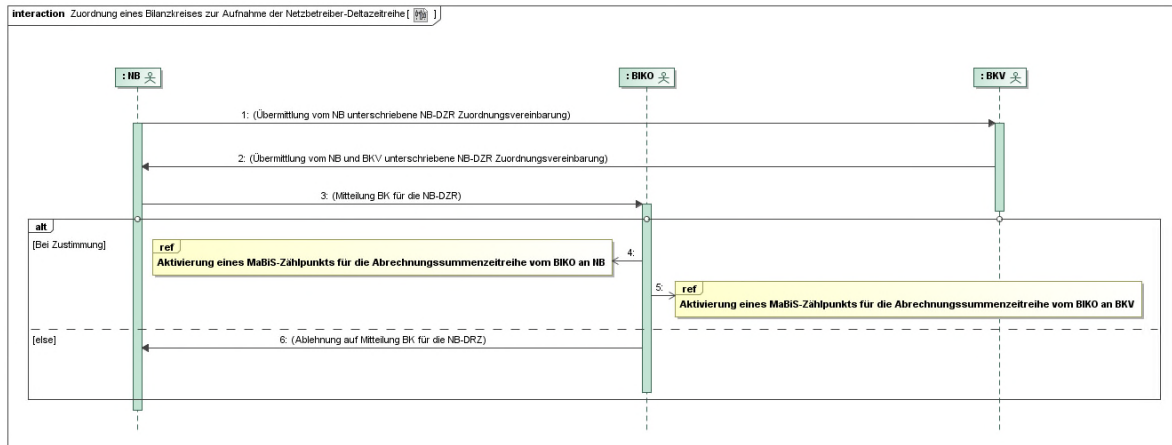 interaction Zuordnung eines Bilanzkreises zur Aufnahme der Netzbetreiber-Deltazeitreihe[ ]
: NB
: BIKO
: BKV
1: (Übermittlung vom NB unterschriebene NB-DZR Zuordnungsvereinbarung)
2: (Übermittlung vom NB und BKV unterschriebene NB-DZR Zuordnungsvereinbarung)
3: (Mitteilung BK für die NB-DZR)
alt
[Bei Zustimmung]
ref
Aktivierung eines MaBiS-Zählpunkts für die Abrechnungssummenzeitreihe vom BIKO an NB
4:
5:
ref
Aktivierung eines MaBiS-Zählpunkts für die Abrechnungssummenzeitreihe vom BIKO an BKV
[else]
6: (Ablehnung auf Mitteilung BK für die NB-DRZ)